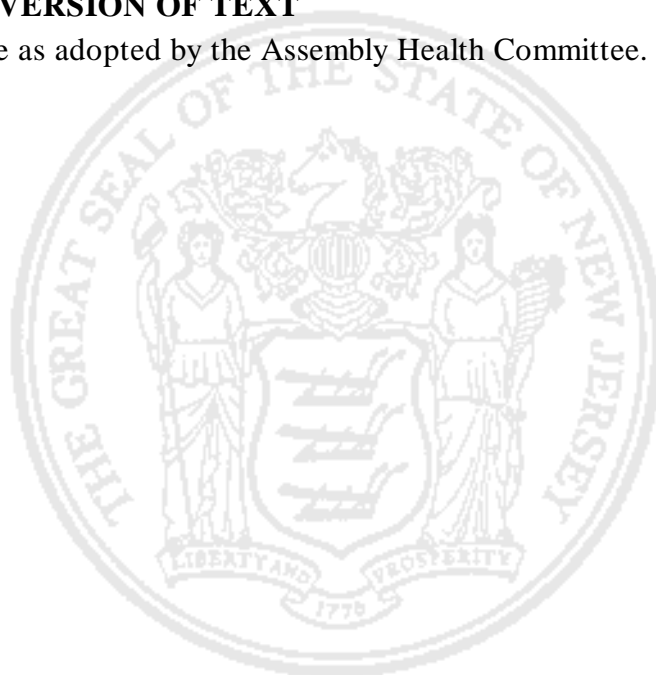 VERSION OF TEXT
e as adopted by the Assembly Health Committee.
THE GREAT SEAL OF THE STATE OF NEW JERSEY
LIBERTY AND PROSPERITY
1776